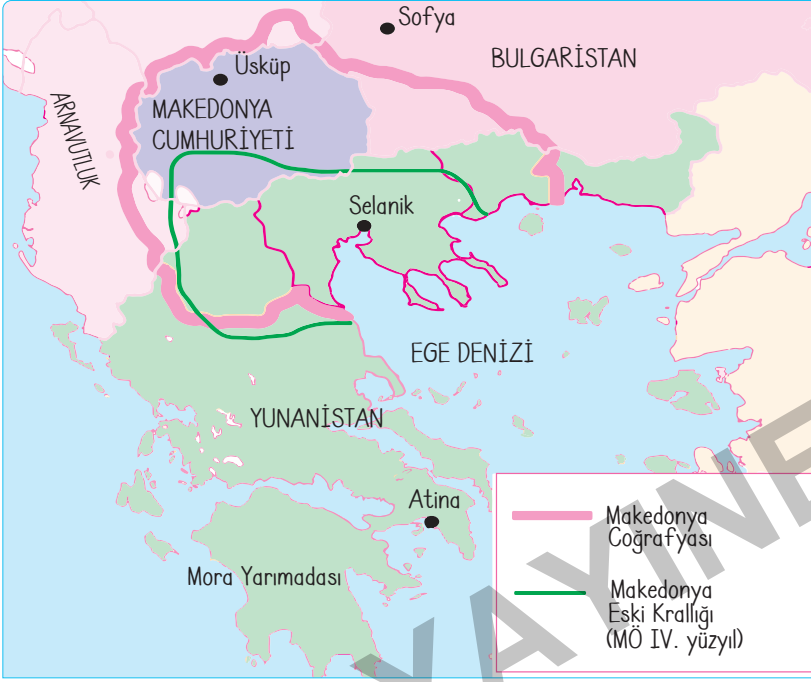 Sofya
BULGARİSTAN
Üsküp
MAKEDONYA
CUMHURİYETİ
ARNAVUTLUK
Selanik
EGE DENİZİ
YUNANİSTAN
Atina
Mora Yarımadası
Makedonya
Coğrafyası
Makedonya
Eski Krallığı
(MÖ IV. yüzyıl)
YAYINE